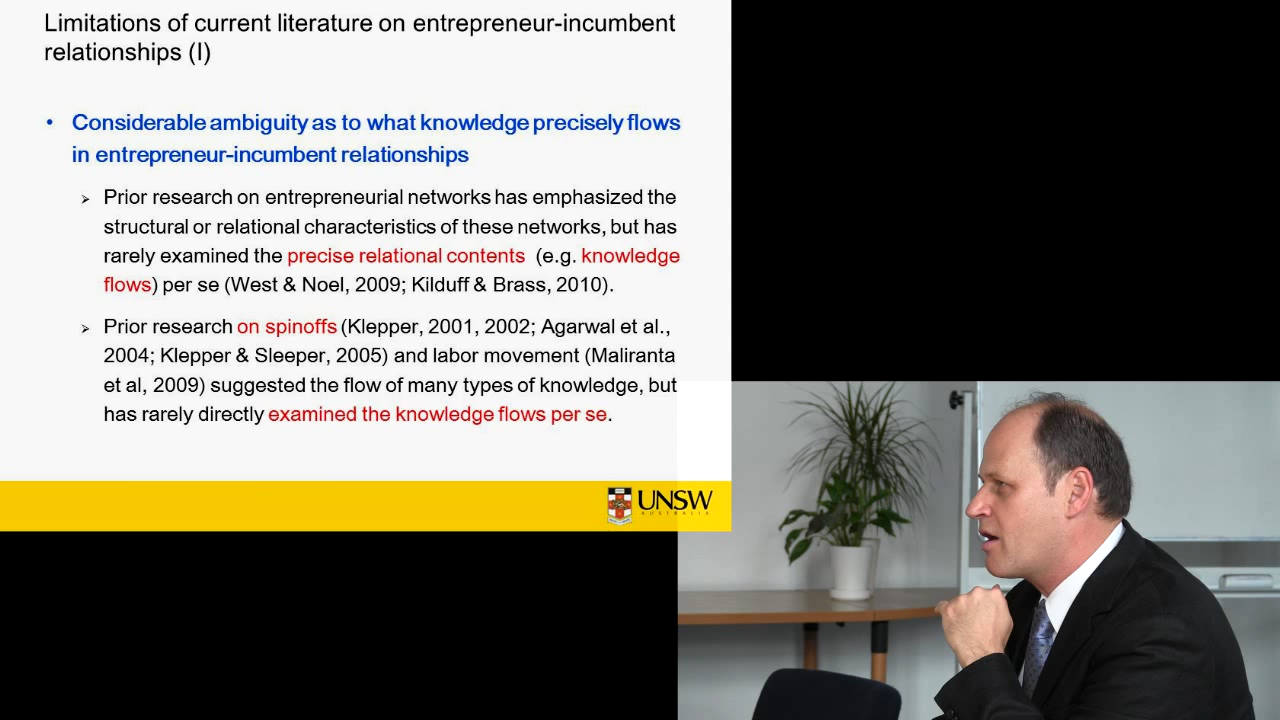 Limitations of current literature on entrepreneur-incumbent
relationships (I)
• Considerable ambiguity as to what knowledge precisely flows
in entrepreneur-incumbent relationships
➢ Prior research on entrepreneurial networks has emphasized the
structural or relational characteristics of these networks, but has
rarely examined the precise relational contents (e.g. knowledge
flows) per se (West & Noel, 2009; Kilduff & Brass, 2010).
➢ Prior research on spinoffs (Klepper, 2001, 2002; Agarwal et al.,
2004; Klepper & Sleeper, 2005) and labor movement (Maliranta
et al, 2009) suggested the flow of many types of knowledge, but
has rarely directly examined the knowledge flows per se.
UNSW
AUSTRALIA